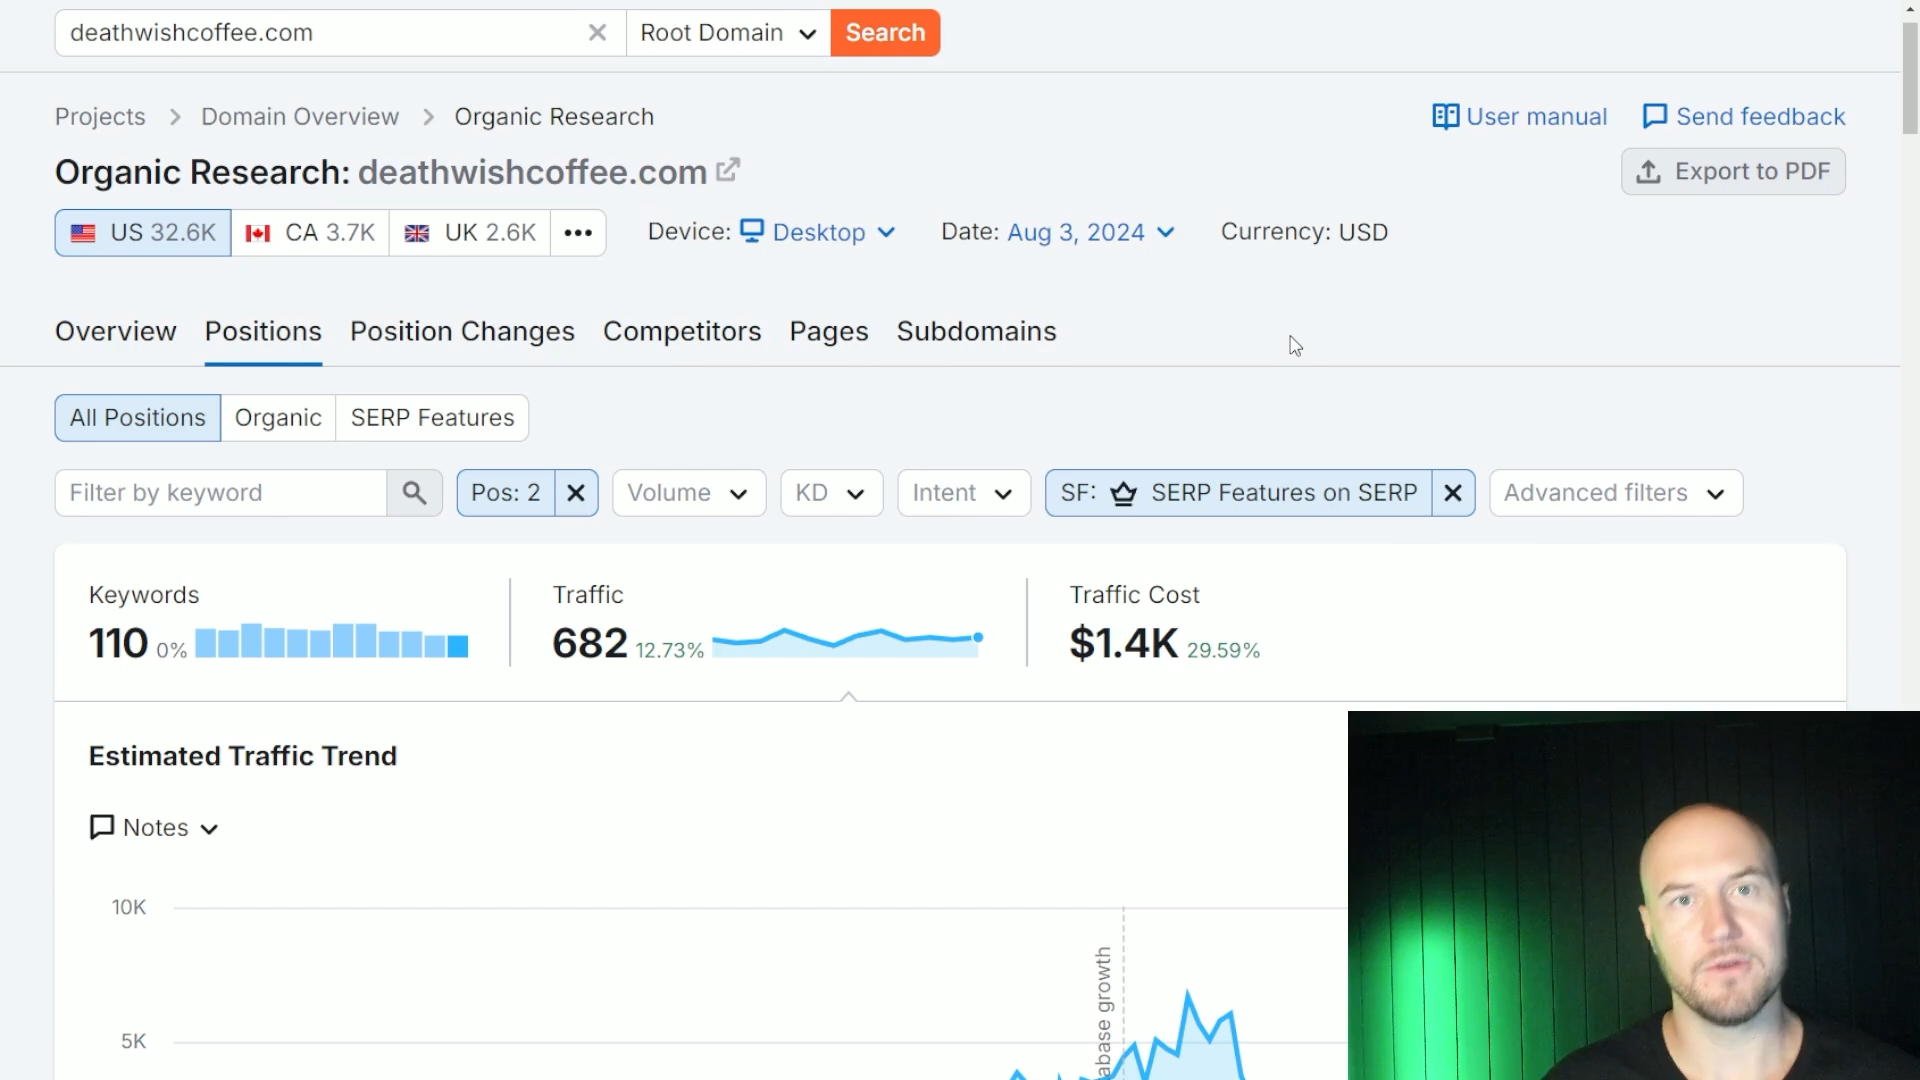 deathwishcoffee.com
Root Domain
Search
Projects > Domain Overview > Organic Research
User manual
Send feedback
Organic Research: deathwishcoffee.com
Export to PDF
US 32.6K
CA 3.7K
UK 2.6K
•••
Device: Desktop
Date: Aug 3, 2024
Currency: USD
Overview
Positions
Position Changes
Competitors
Pages
Subdomains
All Positions
Organic
SERP Features
Filter by keyword
Pos: 2
Volume
KD
Intent
SF: SERP Features on SERP
Advanced filters
Keywords
110 0%
Traffic
682 12.73%
Traffic Cost
$1.4K 29.59%
Estimated Traffic Trend
Notes
10K
5K
growth